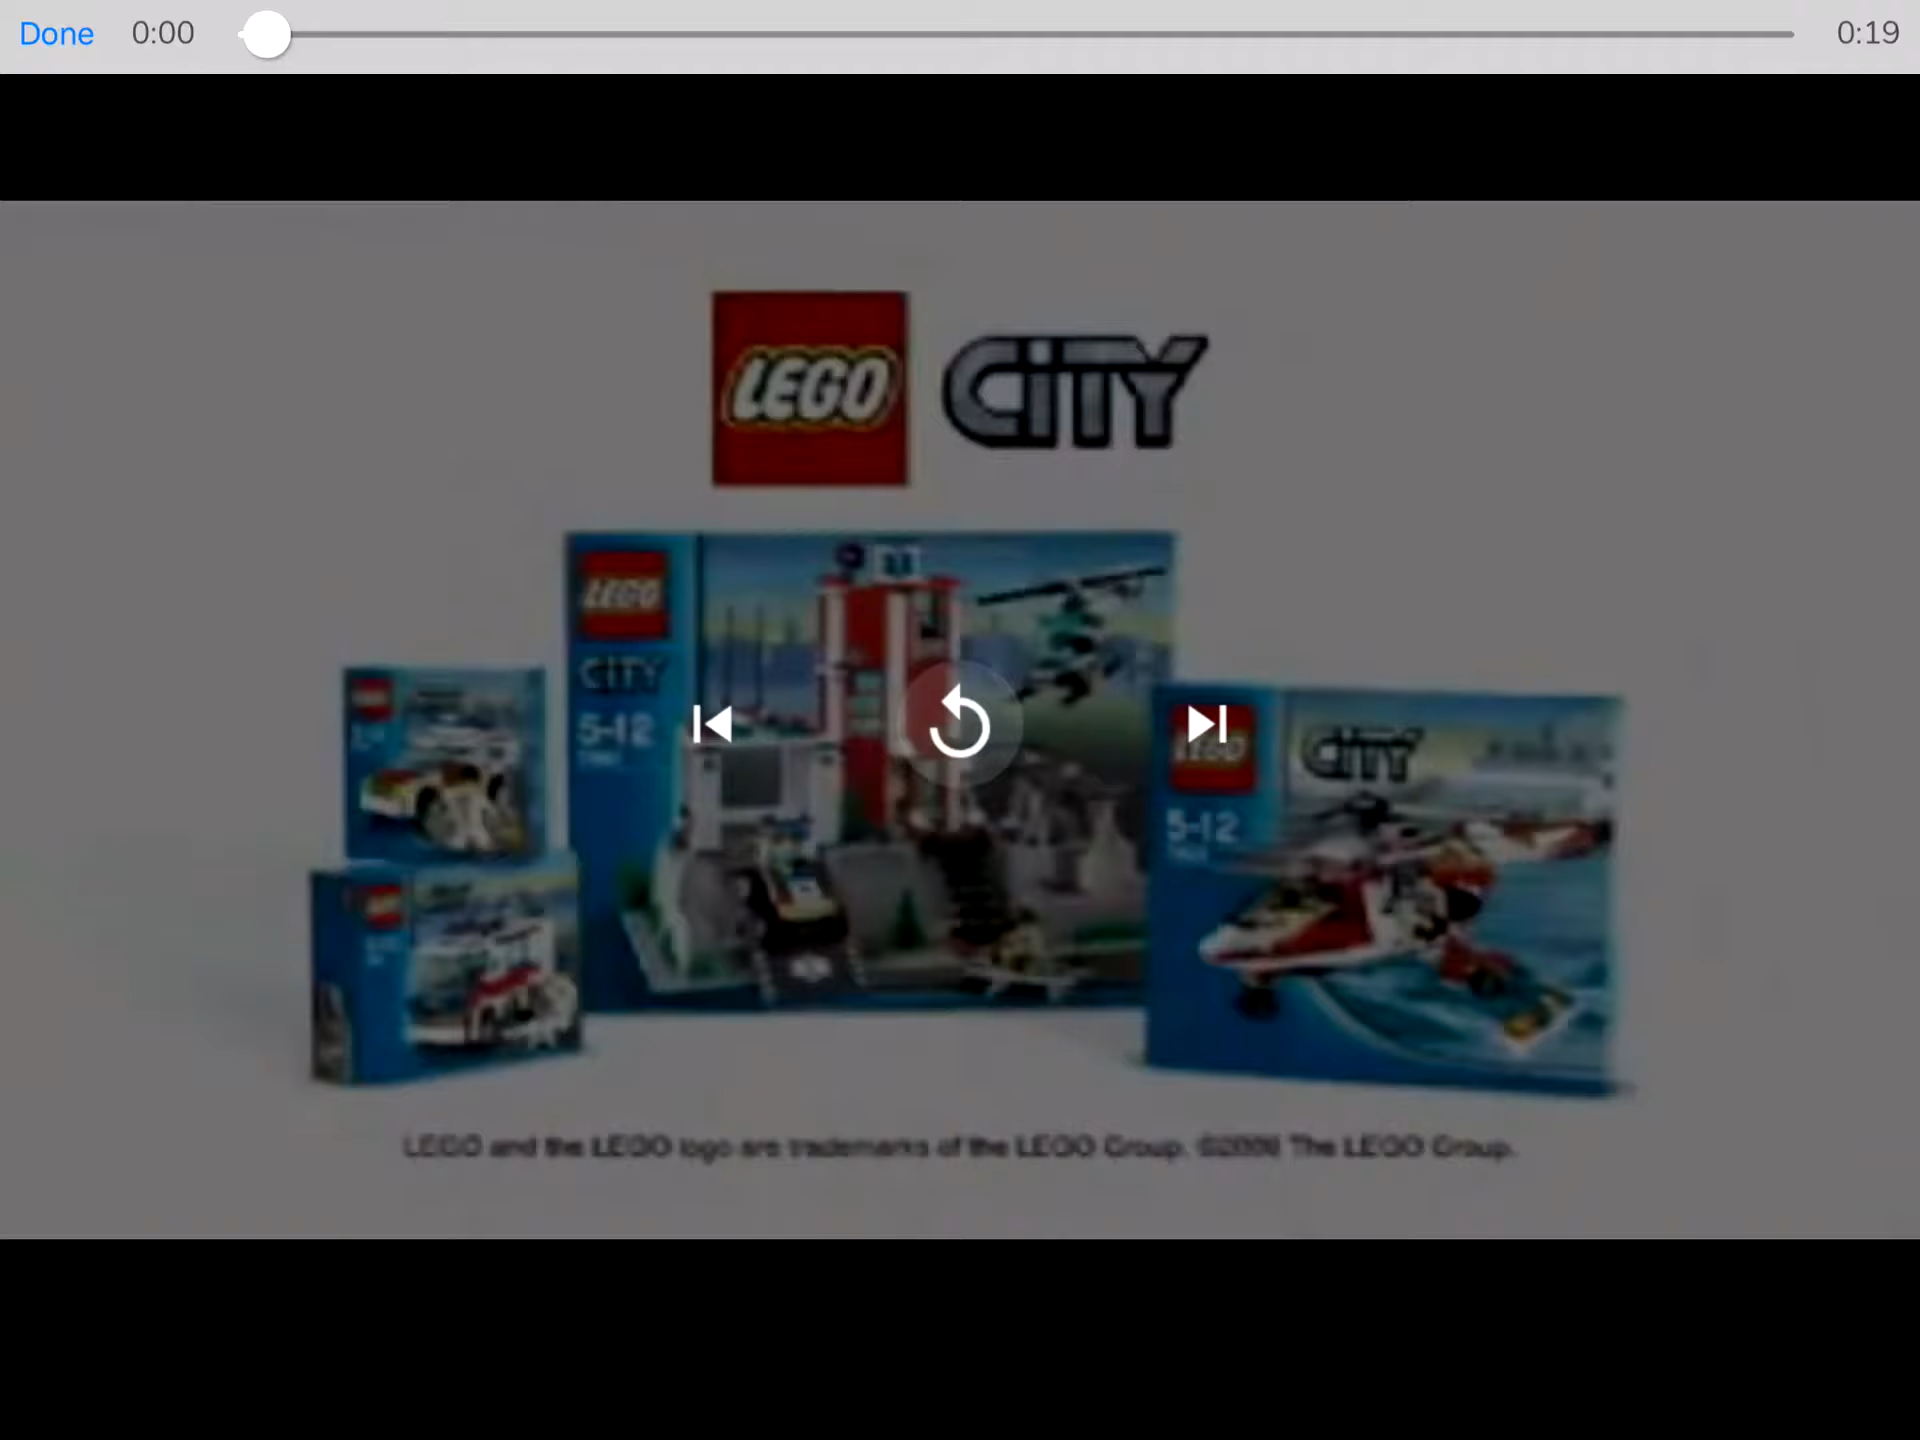 Done 0:00 0:19
LEGO CITY
LEGO
CITY
5-12
LEGO CITY
5-12
LEGO and the LEGO logo are trademarks of the LEGO Group. The LEGO Group.